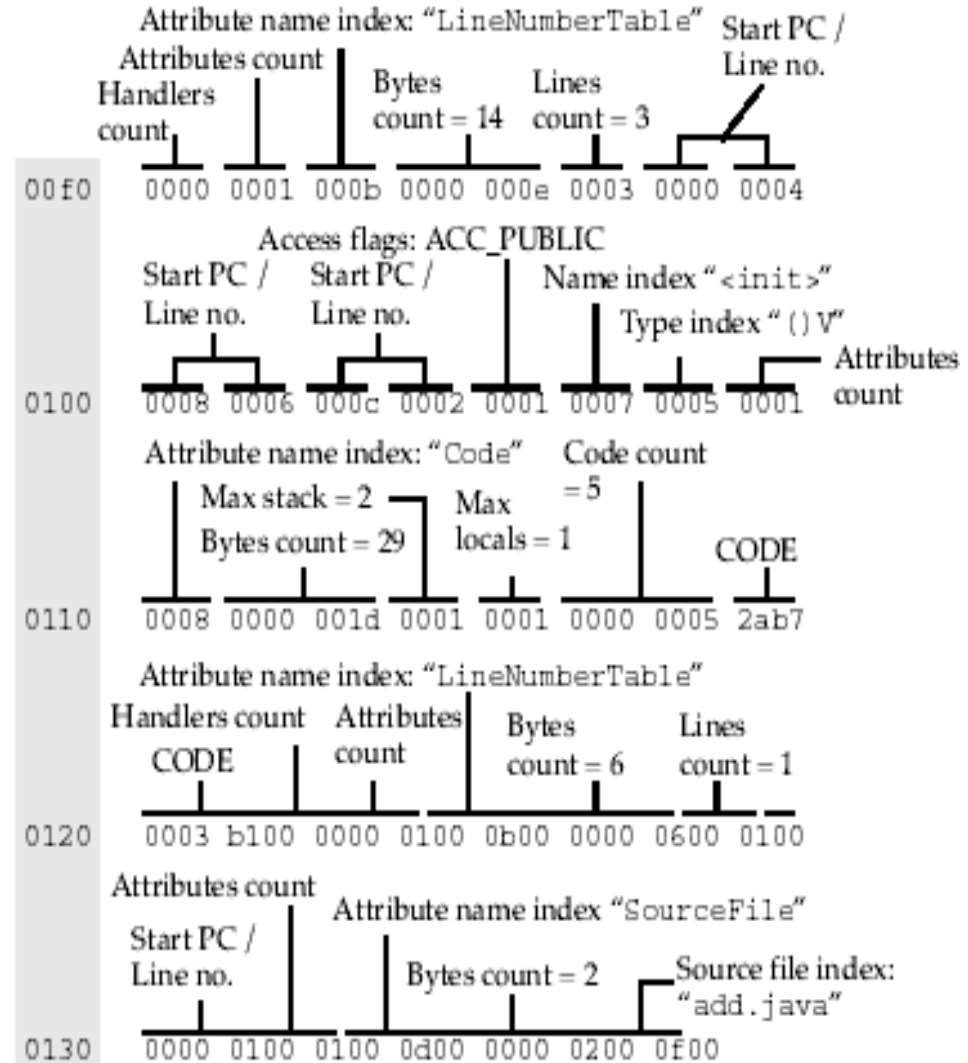 Attribute name index: “LineNumberTable”
Start PC /
Line no.
Attributes count
Handlers
count
Bytes
count = 14
Lines
count = 3
00f0 0000 0001 000b 0000 000e 0003 0000 0004
Access flags: ACC_PUBLIC
Start PC /
Line no.
Start PC /
Line no.
Name index “<init>”
Type index “()V”
Attributes
count
0100 0008 0006 000c 0002 0001 0007 0005 0001
Attribute name index: “Code”
Code count
= 5
Max stack = 2
Max
locals = 1
Bytes count = 29
CODE
0110 0008 0000 001d 0001 0001 0000 0005 2ab7
Attribute name index: “LineNumberTable”
Handlers count
Attributes
count
Bytes
count = 6
Lines
count = 1
CODE
0120 0003 b100 0000 0100 0b00 0000 0600 0100
Attributes count
Attribute name index “SourceFile”
Start PC /
Line no.
Bytes count = 2
Source file index:
“add.java”
0130 0000 0100 0100 0d00 0000 0200 0f00